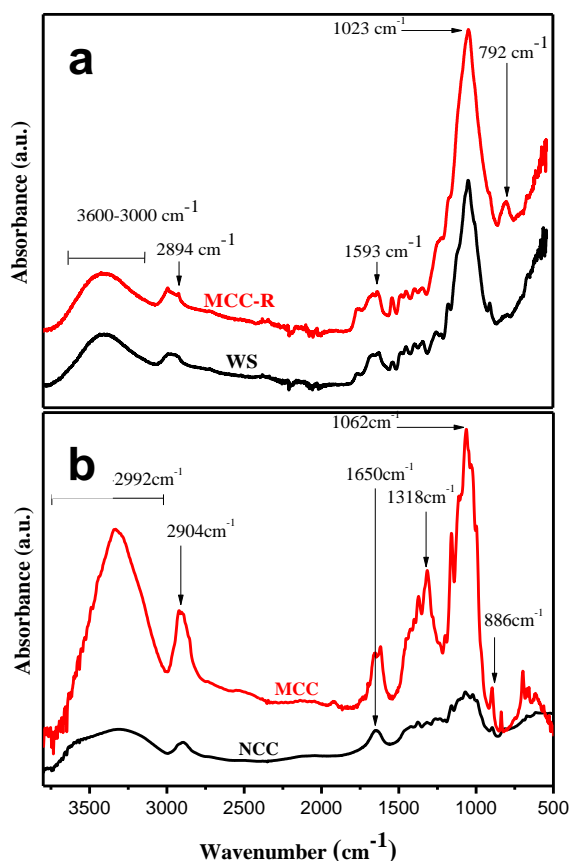 a
1023 cm-1
792 cm-1
3600-3000 cm-1
2894 cm-1
1593 cm-1
MCC-R
WS
Absorbance (a.u.)
b
1062cm-1
-2992cm-1
1650cm-1
1318cm-1
2904cm-1
886cm-1
MCC
NCC
Absorbance (a.u.)
3500 3000 2500 2000 1500 1000 500
Wavenumber (cm-1)